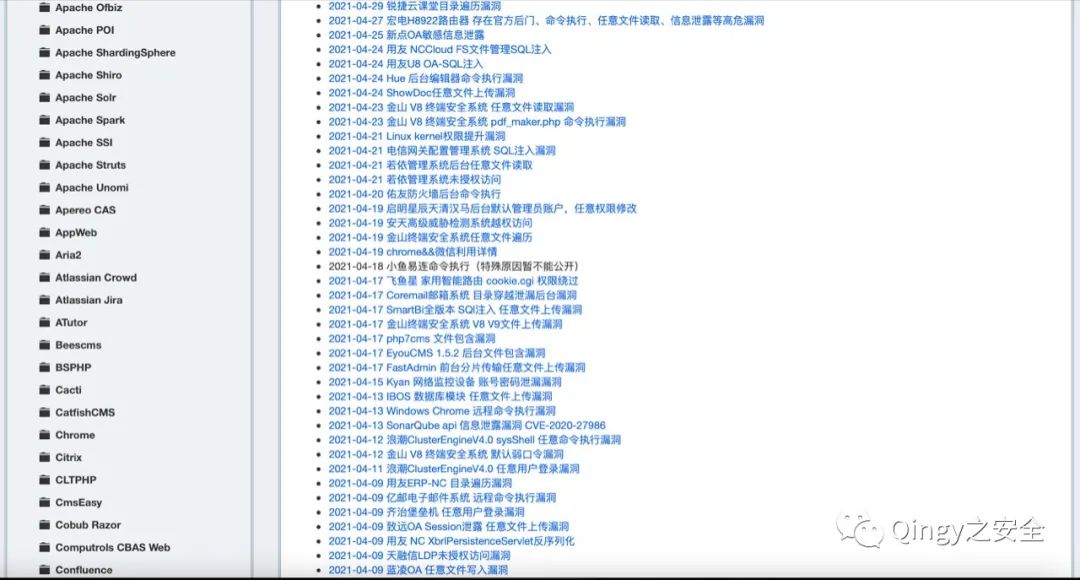 Apache Ofbiz
Apache POI
Apache ShardingSphere
Apache Shiro
Apache Solr
Apache Spark
Apache SSI
Apache Struts
Apache Unomi
Apereo CAS
AppWeb
Aria2
Atlassian Crowd
Atlassian Jira
ATutor
Beescms
BSPHP
Cacti
CatfishCMS
Chrome
Citrix
CLTPHP
CmsEasy
Cobub Razor
Computrols CBAS Web
Confluence
2021-04-29 锐捷云课堂目录遍历漏洞
2021-04-27 宏电H8922路由器 存在官方后门、命令执行、任意文件读取、信息泄露等高危漏洞
2021-04-25 新点OA敏感信息泄露
2021-04-24 用友 NCCloud FS文件管理SQL注入
2021-04-24 用友U8 OA-SQL注入
2021-04-24 Hue 后台编辑器命令执行漏洞
2021-04-24 ShowDoc任意文件上传漏洞
2021-04-23 金山 V8 终端安全系统 任意文件读取漏洞
2021-04-23 金山 V8 终端安全系统 pdf_maker.php 命令执行漏洞
2021-04-21 Linux kernel权限提升漏洞
2021-04-21 电信网关配置管理系统 SQL注入漏洞
2021-04-21 若依管理系统后台任意文件读取
2021-04-21 若依管理系统未授权访问
2021-04-20 佑友防火墙后台命令执行
2021-04-19 启明星辰天清汉马后台默认管理员账户，任意权限修改
2021-04-19 安天高级威胁检测系统越权访问
2021-04-19 金山终端安全系统任意文件遍历
2021-04-19 chrome&&微信利用详情
2021-04-18 小鱼易连命令执行（特殊原因暂不能公开）
2021-04-17 飞鱼星 家用智能路由 cookie.cgi 权限绕过
2021-04-17 Coremail邮箱系统 目录穿越泄漏后台漏洞
2021-04-17 SmartBi全版本 SQl注入 任意文件上传漏洞
2021-04-17 金山终端安全系统 V8 V9文件上传漏洞
2021-04-17 php7cms 文件包含漏洞
2021-04-17 EyouCMS 1.5.2 后台文件包含漏洞
2021-04-17 FastAdmin 前台分片传输任意文件上传漏洞
2021-04-15 Kyan 网络监控设备 账号密码泄漏漏洞
2021-04-13 IBOS 数据库模块 任意文件上传漏洞
2021-04-13 Windows Chrome 远程命令执行漏洞
2021-04-13 SonarQube api 信息泄露漏洞 CVE-2020-27986
2021-04-12 浪潮ClusterEngineV4.0 sysShell 任意命令执行漏洞
2021-04-12 金山 V8 终端安全系统 默认弱口令漏洞
2021-04-11 浪潮ClusterEngineV4.0 任意用户登录漏洞
2021-04-09 用友ERP-NC 目录遍历漏洞
2021-04-09 亿邮电子邮件系统 远程命令执行漏洞
2021-04-09 齐治堡垒机 任意用户登录漏洞
2021-04-09 致远OA Session泄露 任意文件上传漏洞
2021-04-09 用友 NC XbrlPersistenceServlet反序列化
2021-04-09 天融信LDP未授权访问漏洞
2021-04-09 蓝凌OA 任意文件写入漏洞
Qingy之安全